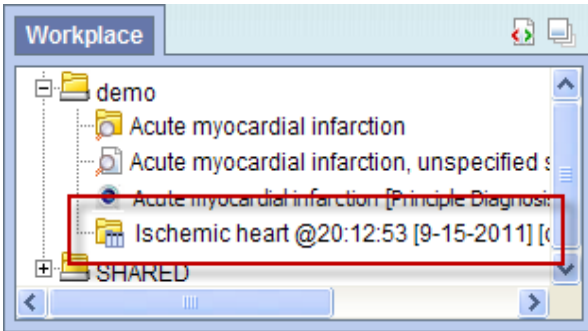 Workplace
demo
Acute myocardial infarction
Acute myocardial infarction, unspecified s
Acute myocardial infarction [Principle Diagnosis
Ischemic heart @20:12:53 [9-15-2011] [
SHARED